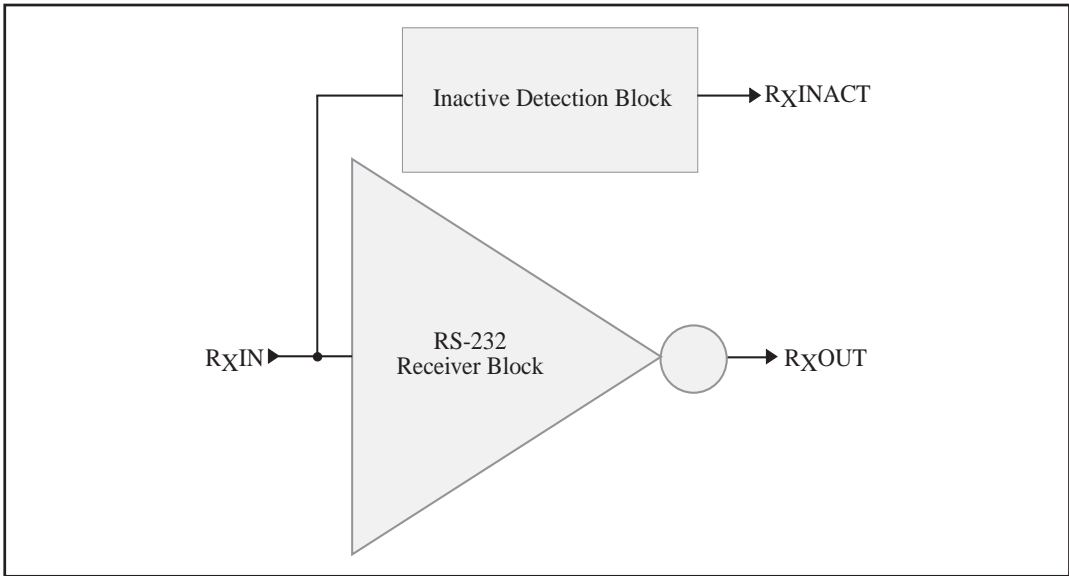 Inactive Detection Block
RXINACT
RS-232
Receiver Block
RXIN
RXOUT